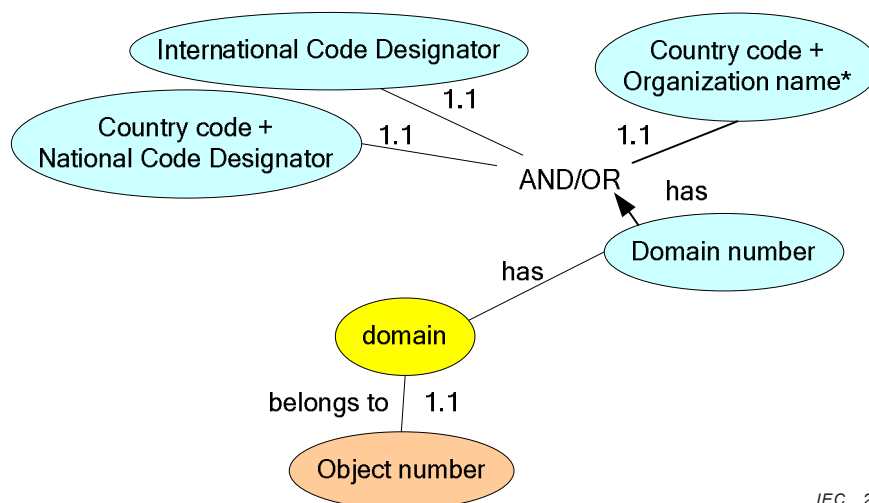 International Code Designator
Country code +
Organization name*
1.1
Country code +
National Code Designator
1.1
1.1
AND/OR
has
Domain number
has
domain
belongs to
1.1
Object number
IEC